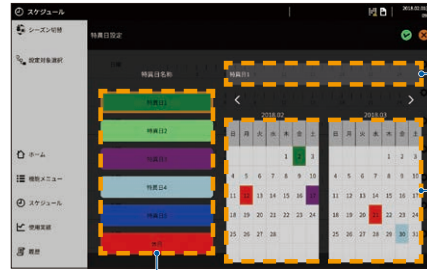 スケジュール
2018.02
シーズン切替
特異日設定
設定対象選択
特異日名称
特異日1
特異日1
特異日2
特異日3
特異日4
特異日5
休日
2018.02
日 月 火 水 木 金 土
1 2 3
4 5 6 7 8 9 10
11 12 13 14 15 16 17
18 19 20 21 22 23 24
25 26 27 28
2018.03
日 月 火 水 木 金 土
1 2 3
4 5 6 7 8 9 10
11 12 13 14 15 16 17
18 19 20 21 22 23 24
25 26 27 28 29 30 31
ホーム
機能メニュー
スケジュール
使用実績
履歴